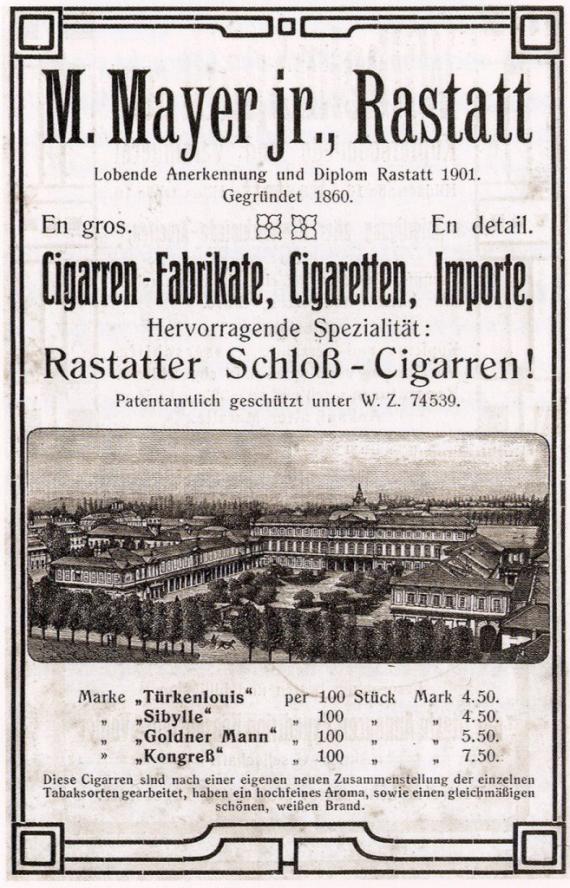 M. Mayer jr., Rastatt
Lobende Anerkennung und Diplom Rastatt 1901.
Gegründet 1860.
En gros. En detail.
Cigarren-Fabrikate, Cigaretten, Importe.
Hervorragende Spezialität:
Rastatter Schloß-Cigarren!
Patentamtlich geschützt unter W. Z. 74539.
Marke „Türkenlouis“ per 100 Stück Mark 4.50.
„ „Sibylle“ „ 100 „ „ 4.50.
„ „Goldner Mann“ „ 100 „ „ 5.50.
» „Kongreß“ „ 100 „ „ 7.50.
Diese Cigarren sind nach einer eigenen neuen Zusammenstellung der einzelnen
Tabaksorten gearbeitet, haben ein hochfeines Aroma, sowie einen gleichmäßigen
schönen, weißen Brand.